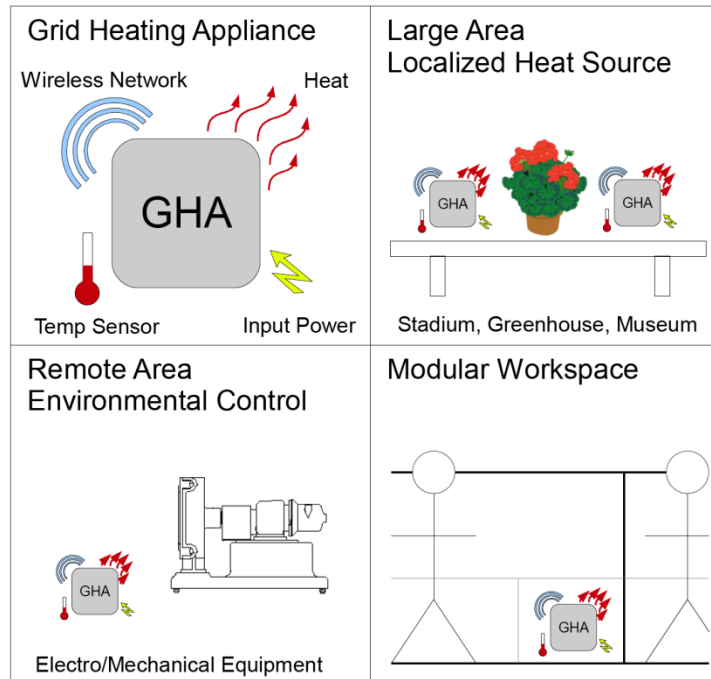 Grid Heating Appliance
Wireless Network
Heat
GHA
Temp Sensor
Input Power
Large Area
Localized Heat Source
GHA
GHA
Stadium, Greenhouse, Museum
Remote Area
Environmental Control
GHA
Electro/Mechanical Equipment
Modular Workspace
GHA